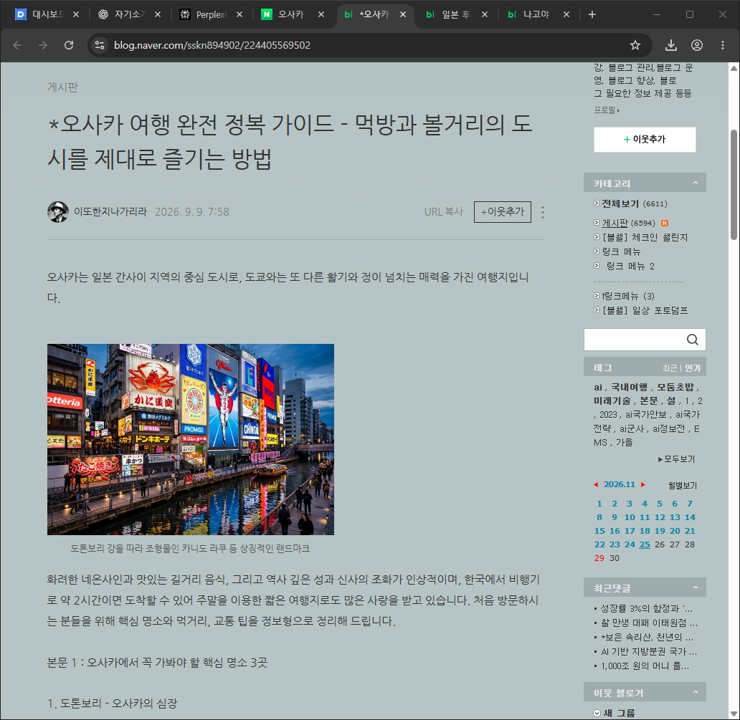 대시보드
자기소개
Perplexi
오사카
*오사카
일본 후
나고야
blog.naver.com/sskn894902/224405569502
게시판
*오사카 여행 완전 정복 가이드 - 먹방과 볼거리의 도
시를 제대로 즐기는 방법
이또한지나가리라 2026. 9. 9. 7:58
URL 복사
+이웃추가
오사카는 일본 간사이 지역의 중심 도시로, 도쿄와는 또 다른 활기와 정이 넘치는 매력을 가진 여행지입니
다.
lotteria
かに道楽
ドンキホーテ
串かつ
PROMISE
도톤보리 강을 따라 조형물인 카니도 라쿠 등 상징적인 랜드마크
화려한 네온사인과 맛있는 길거리 음식, 그리고 역사 깊은 성과 신사의 조화가 인상적이며, 한국에서 비행기
로 약 2시간이면 도착할 수 있어 주말을 이용한 짧은 여행지로도 많은 사랑을 받고 있습니다. 처음 방문하시
는 분들을 위해 핵심 명소와 먹거리, 교통 팁을 정보형으로 정리해 드립니다.
본문 1 : 오사카에서 꼭 가봐야 할 핵심 명소 3곳
1. 도톤보리 - 오사카의 심장
강, 블로그 관리,블로그 운
영, 블로그 향상, 블로
그 필요한 정보 제공 등등
프로필
+ 이웃추가
카테고리
전체보기 (6611)
게시판 (6594)
[블챌] 체크인 챌린지
링크 메뉴
링크 메뉴 2
f링크메뉴 (3)
[블챌] 일상 포토덤프
태그
최근 | 인기
ai , 국내여행 , 모둠초밥 ,
미래기술 , 본문 , 설 , 1 , 2
, 2023 , ai국가안보 , ai국가
전략 , ai군사 , ai정보전 , E
MS , 가을
모두보기
2026.11
월별보기
1 2 3 4 5 6 7
8 9 10 11 12 13 14
15 16 17 18 19 20 21
22 23 24 25 26 27 28
29 30
최근댓글
• 성장률 3%의 함정과 '...
• 잘 만생 대패 이태원점 ...
• *보은 속리산, 천년의 ...
• AI 기반 지방분권 국가 ...
• 1,000조 원의 머니 플...
이웃 블로거
새 그룹